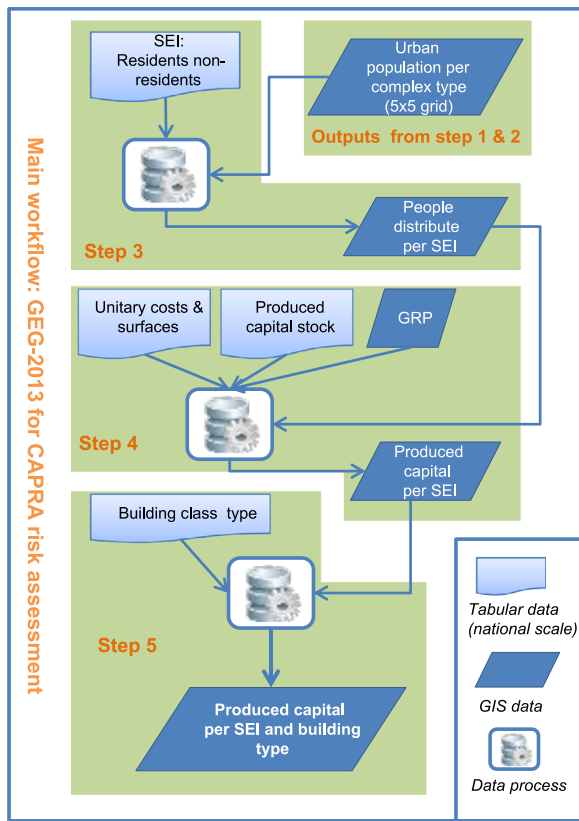 Main workflow: GEG-2013 for CAPRA risk assessment
SEI:
Residents non-
residents
Urban
population per
complex type
(5x5 grid)
Outputs from step 1 & 2
People
distribute
per SEI
Step 3
Unitary costs &
surfaces
Produced
capital stock
GRP
Step 4
Produced
capital
per SEI
Building class type
Step 5
Produced capital
per SEI and building
type
Tabular data
(national scale)
GIS data
Data process